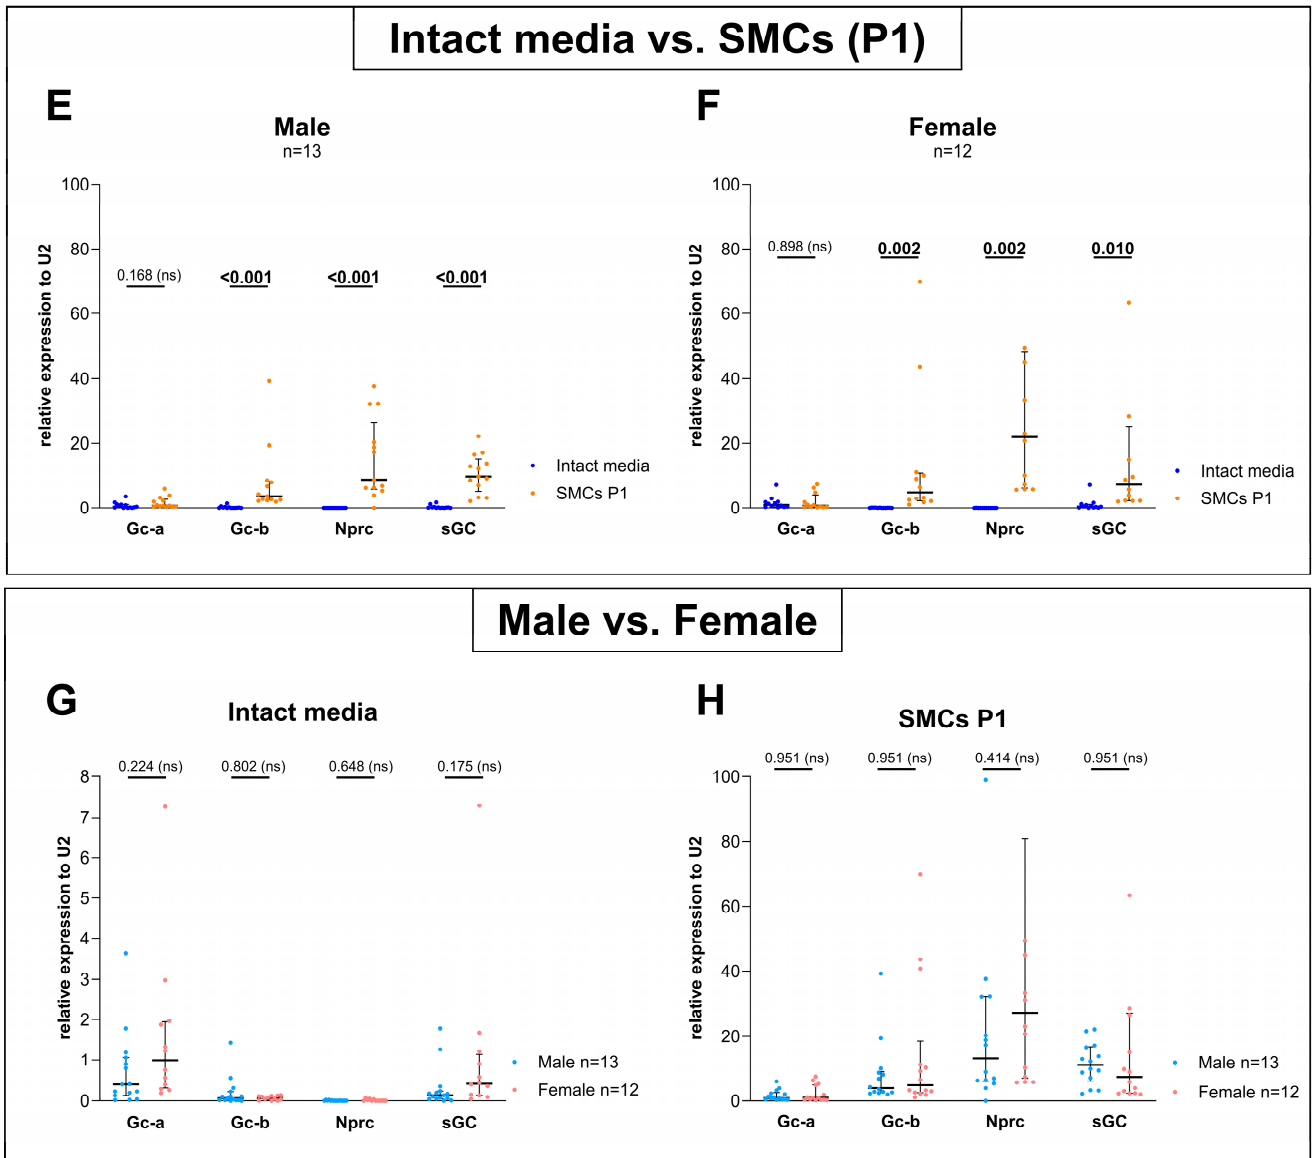 Intact media vs. SMCs (P1)
E
Male
n=13
relative expression to U2
100
80
60
40
20
0
0.168 (ns)
<0.001
<0.001
<0.001
Gc-a
Gc-b
Nprc
sGC
Intact media
SMCs P1
F
Female
n=12
relative expression to U2
100
80
60
40
20
0
0.898 (ns)
0.002
0.002
0.010
Gc-a
Gc-b
Nprc
sGC
Intact media
SMCs P1
Male vs. Female
G
Intact media
relative expression to U2
8
7
6
5
4
3
2
1
0
0.224 (ns)
0.802 (ns)
0.648 (ns)
0.175 (ns)
Gc-a
Gc-b
Nprc
sGC
Male n=13
Female n=12
H
SMCs P1
relative expression to U2
100
80
60
40
20
0
0.951 (ns)
0.951 (ns)
0.414 (ns)
0.951 (ns)
Gc-a
Gc-b
Nprc
sGC
Male n=13
Female n=12